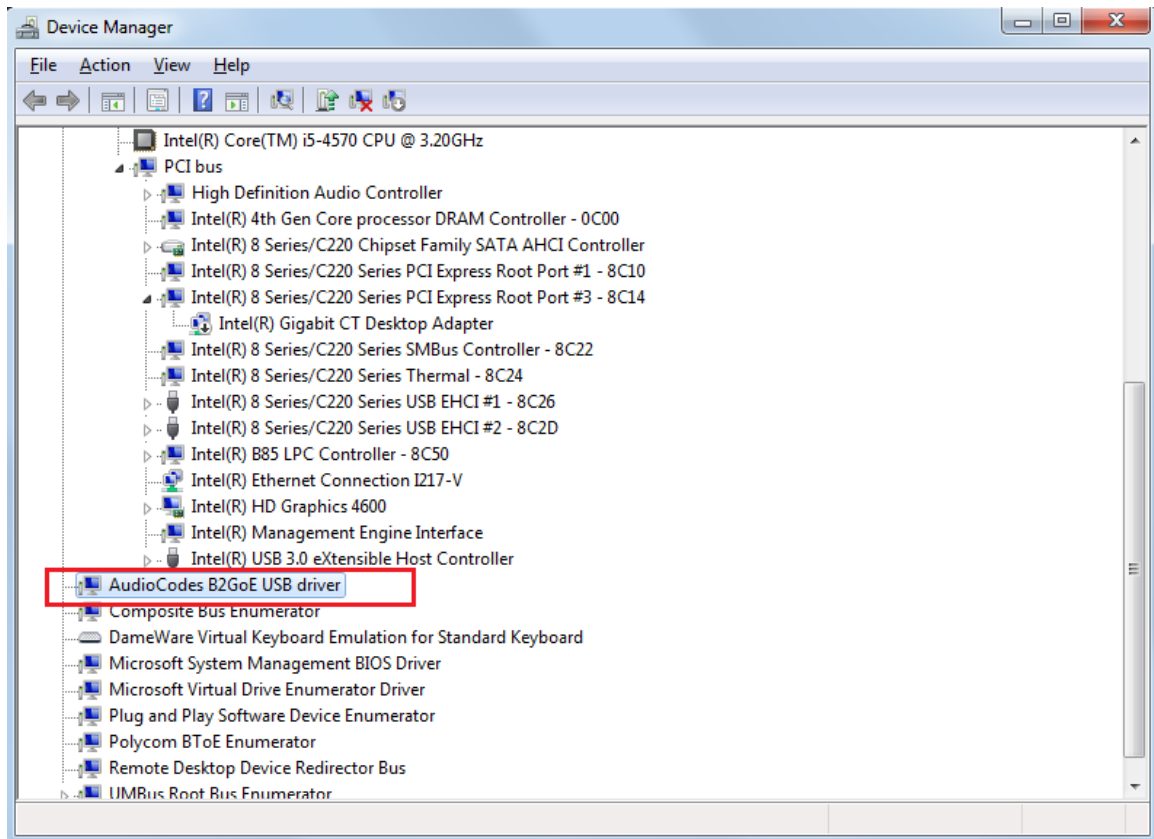 Device Manager
File Action View Help
Intel(R) Core(TM) i5-4570 CPU @ 3.20GHz
PCI bus
High Definition Audio Controller
Intel(R) 4th Gen Core processor DRAM Controller - 0C00
Intel(R) 8 Series/C220 Chipset Family SATA AHCI Controller
Intel(R) 8 Series/C220 Series PCI Express Root Port #1 - 8C10
Intel(R) 8 Series/C220 Series PCI Express Root Port #3 - 8C14
Intel(R) Gigabit CT Desktop Adapter
Intel(R) 8 Series/C220 Series SMBus Controller - 8C22
Intel(R) 8 Series/C220 Series Thermal - 8C24
Intel(R) 8 Series/C220 Series USB EHCI #1 - 8C26
Intel(R) 8 Series/C220 Series USB EHCI #2 - 8C2D
Intel(R) B85 LPC Controller - 8C50
Intel(R) Ethernet Connection I217-V
Intel(R) HD Graphics 4600
Intel(R) Management Engine Interface
Intel(R) USB 3.0 eXtensible Host Controller
AudioCodes B2GoE USB driver
Composite Bus Enumerator
DameWare Virtual Keyboard Emulation for Standard Keyboard
Microsoft System Management BIOS Driver
Microsoft Virtual Drive Enumerator Driver
Plug and Play Software Device Enumerator
Polycom BToE Enumerator
Remote Desktop Device Redirector Bus
UMBus Root Bus Enumerator